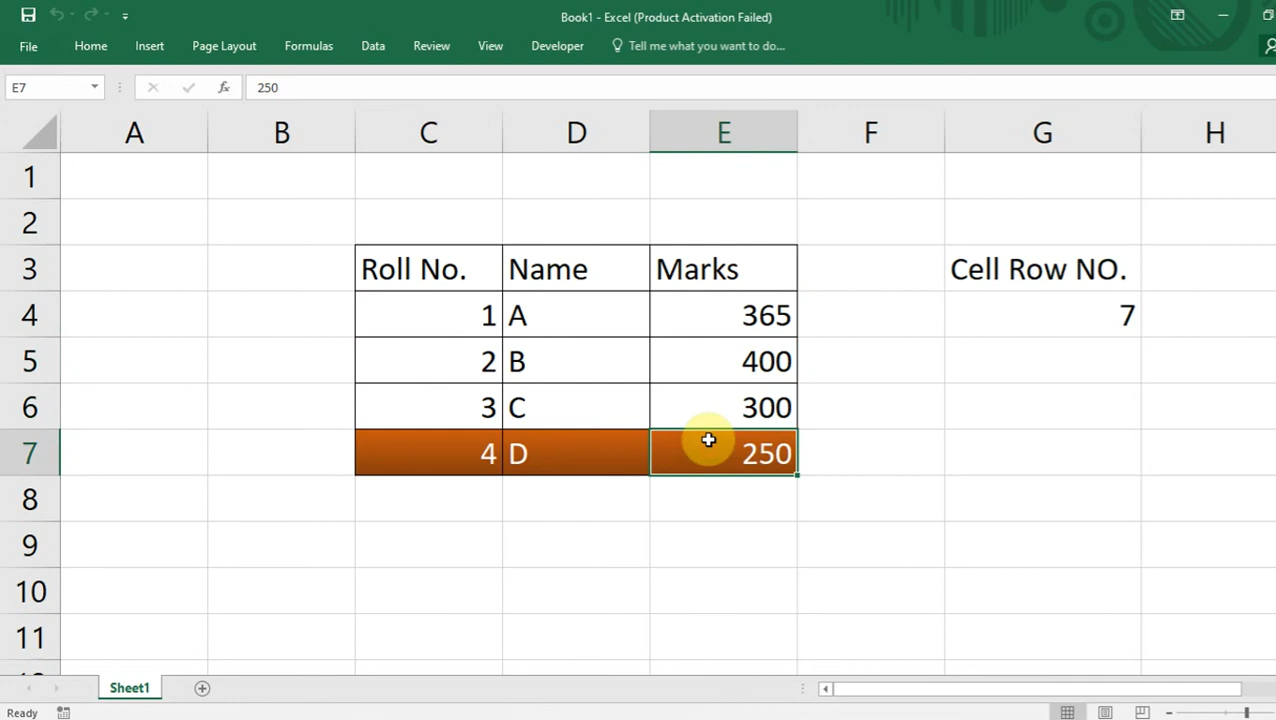 Book1 - Excel (Product Activation Failed)
File Home Insert Page Layout Formulas Data Review View Developer Tell me what you want to do...
E7 fx 250
A B C D E F G H
1
2
3 Roll No. Name Marks Cell Row NO.
4 1 A 365 7
5 2 B 400
6 3 C 300
7 4 D 250
8
9
10
11
Sheet1
Ready